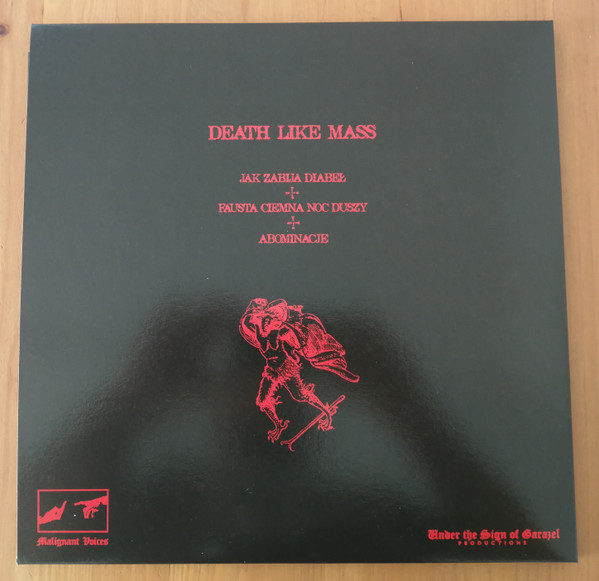 DEATH LIKE MASS
JAK ZABIJA DIABEŁ
FAUSTA CIEMNA NOC DUSZY
ABOMINACJE
Malignant Voices
Under the Sign of Garazel
PRODUCTIONS